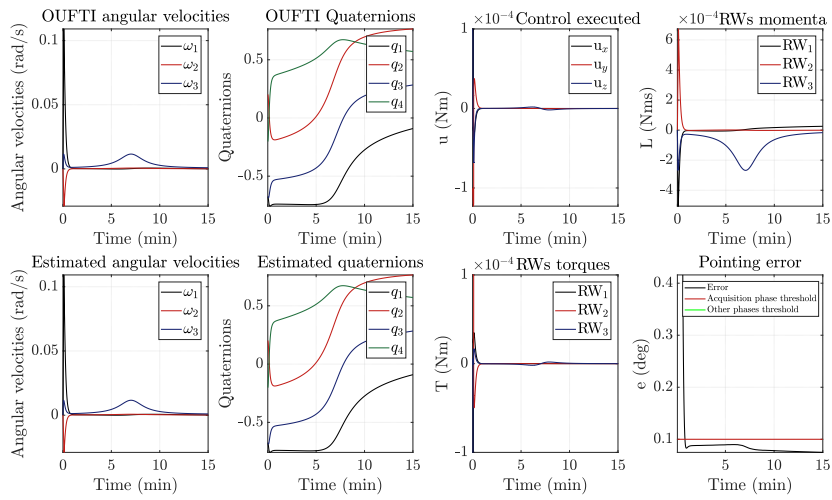 OUFTI angular velocities
Angular velocities (rad/s)
0.1
0.05
0
ω1
ω2
ω3
0 5 10 15
Time (min)
OUFTI Quaternions
Quaternions
0.5
0
−0.5
q1
q2
q3
q4
0 5 10 15
Time (min)
×10⁻⁴ Control executed
u (Nm)
1
0
-1
ux
uy
uz
0 5 10 15
Time (min)
×10⁻⁴ RWs momenta
L (Nms)
6
4
2
0
−2
−4
RW1
RW2
RW3
0 5 10 15
Time (min)
Estimated angular velocities
Angular velocities (rad/s)
0.1
0.05
0
ω1
ω2
ω3
0 5 10 15
Time (min)
Estimated quaternions
Quaternions
0.5
0
−0.5
q1
q2
q3
q4
0 5 10 15
Time (min)
×10⁻⁴ RWs torques
T (Nm)
1
0
-1
RW1
RW2
RW3
0 5 10 15
Time (min)
Pointing error
e (deg)
0.4
0.3
0.2
0.1
Error
Acquisition phase threshold
Other phases threshold
0 5 10 15
Time (min)